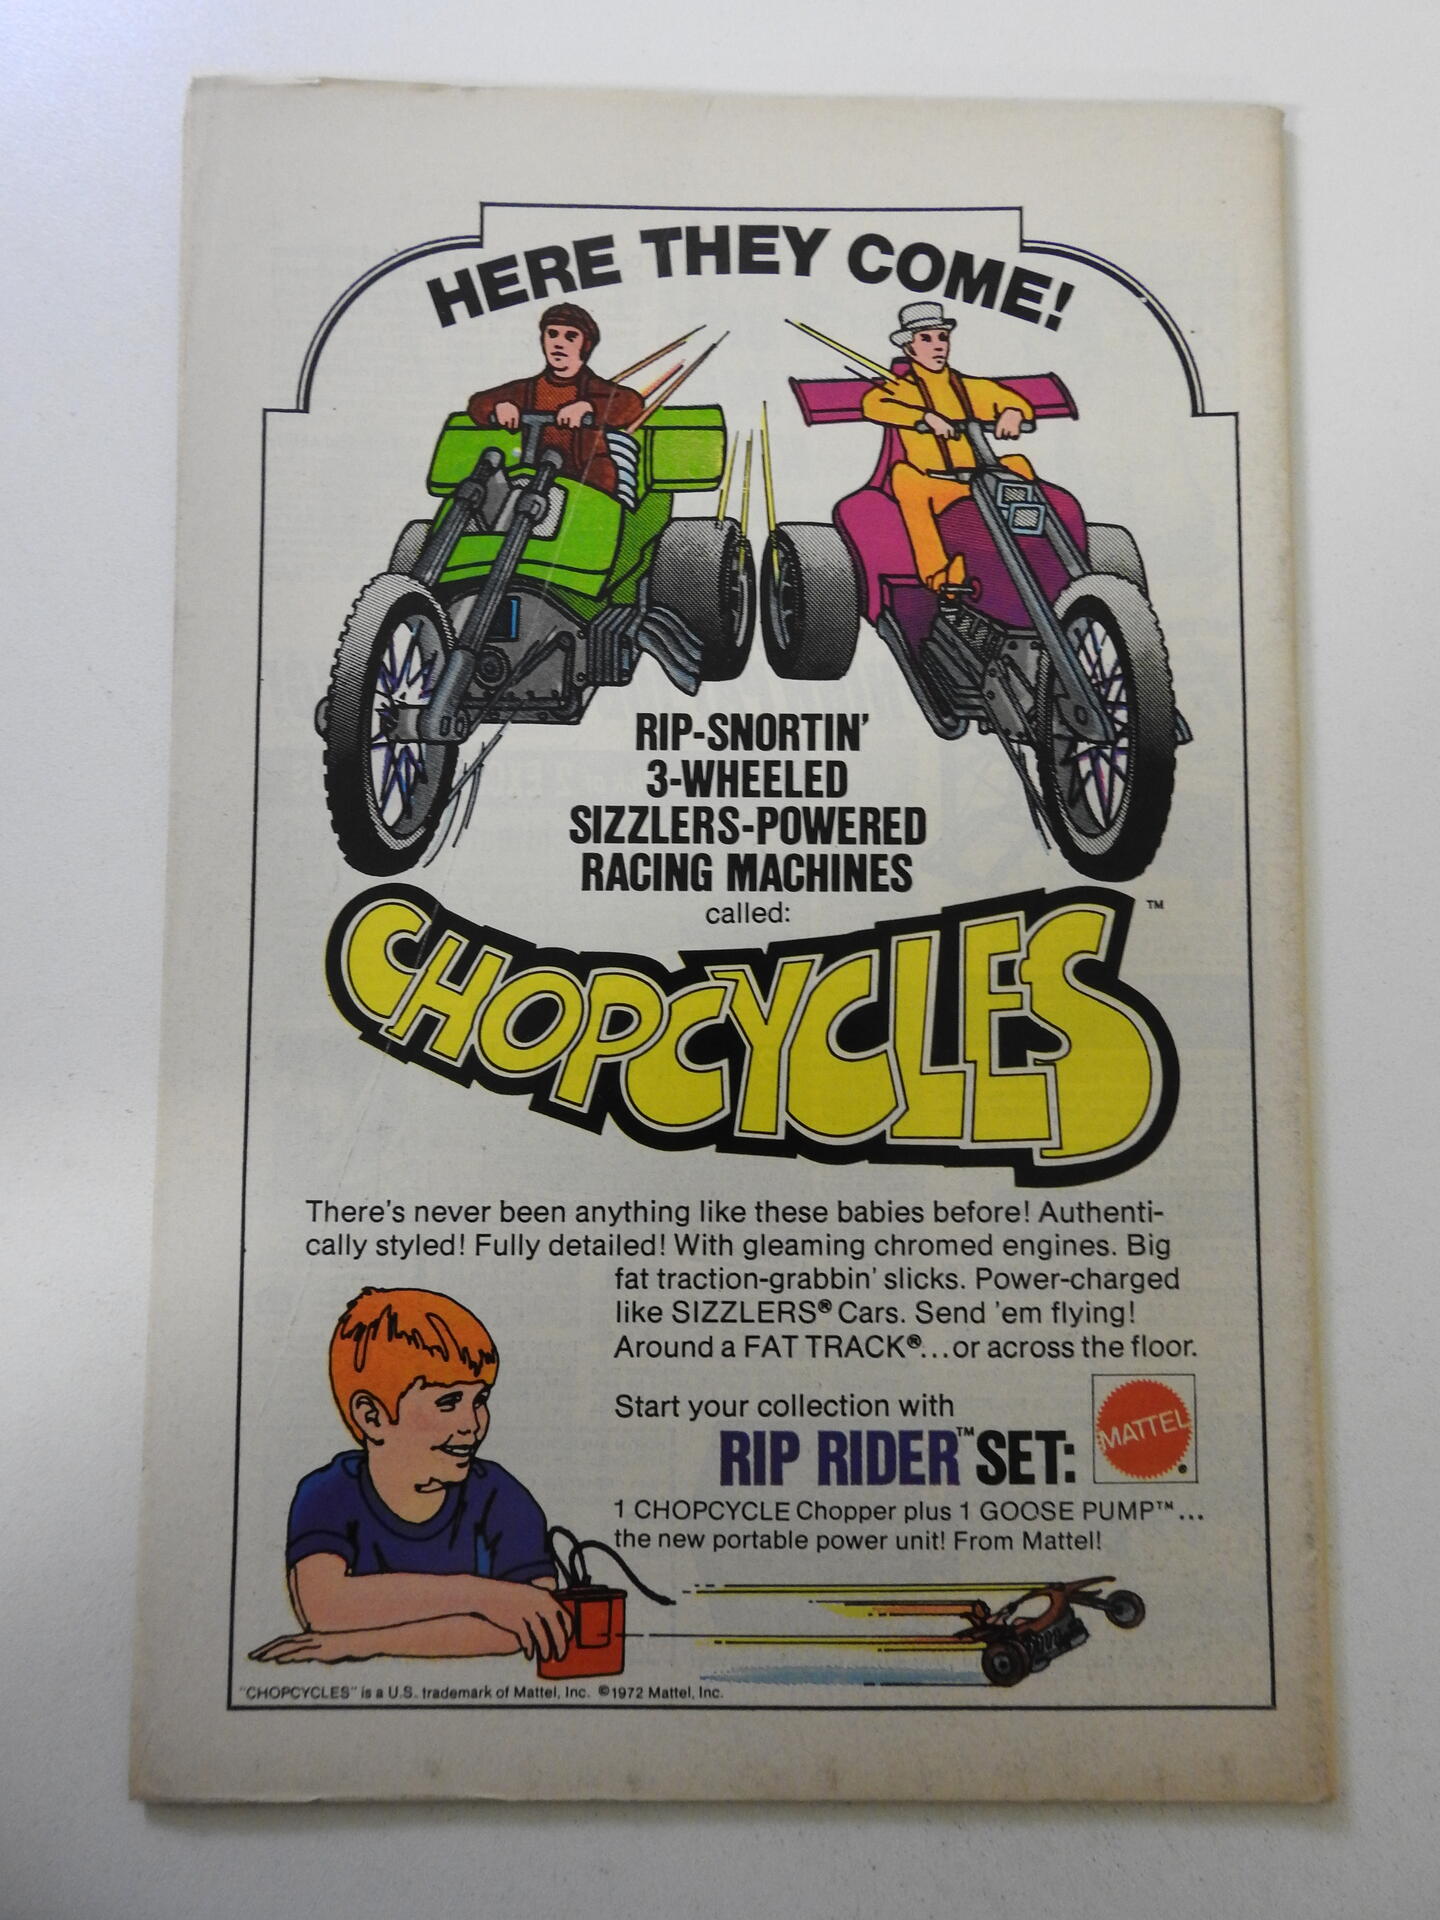 HERE THEY COME!
RIP-SNORTIN'
3-WHEELED
SIZZLERS-POWERED
RACING MACHINES
called:
CHOPCYCLES™
There's never been anything like these babies before! Authenti-
cally styled! Fully detailed! With gleaming chromed engines. Big
fat traction-grabbin' slicks. Power-charged
like SIZZLERS® Cars. Send 'em flying!
Around a FAT TRACK®...or across the floor.
Start your collection with
RIP RIDER™ SET:
MATTEL®
1 CHOPCYCLE Chopper plus 1 GOOSE PUMP™...
the new portable power unit! From Mattel!
"CHOPCYCLES" is a U.S. trademark of Mattel, Inc. ©1972 Mattel, Inc.